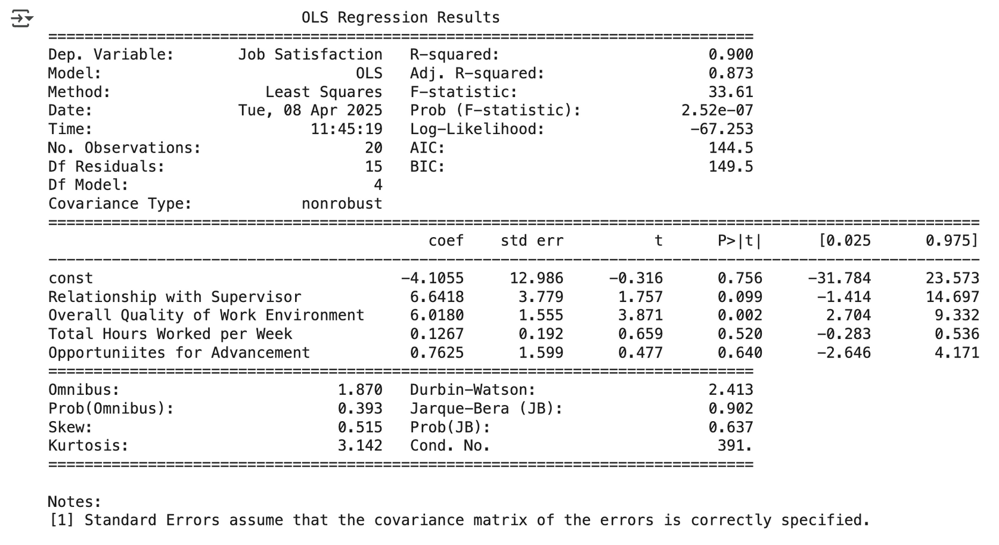 OLS Regression Results
==============================================================================
Dep. Variable:       Job Satisfaction   R-squared:                       0.900
Model:                            OLS   Adj. R-squared:                  0.873
Method:                 Least Squares   F-statistic:                     33.61
Date:                Tue, 08 Apr 2025   Prob (F-statistic):           2.52e-07
Time:                        11:45:19   Log-Likelihood:                -67.253
No. Observations:                  20   AIC:                             144.5
Df Residuals:                      15   BIC:                             149.5
Df Model:                           4
Covariance Type:            nonrobust
=======================================================================================================
                                          coef    std err          t      P>|t|      [0.025      0.975]
-------------------------------------------------------------------------------------------------------
const                                  -4.1055     12.986     -0.316      0.756     -31.784      23.573
Relationship with Supervisor            6.6418      3.779      1.757      0.099      -1.414      14.697
Overall Quality of Work Environment     6.0180      1.555      3.871      0.002       2.704       9.332
Total Hours Worked per Week             0.1267      0.192      0.659      0.520      -0.283       0.536
Opportuniites for Advancement           0.7625      1.599      0.477      0.640      -2.646       4.171
==============================================================================
Omnibus:                        1.870   Durbin-Watson:                   2.413
Prob(Omnibus):                  0.393   Jarque-Bera (JB):                0.902
Skew:                           0.515   Prob(JB):                        0.637
Kurtosis:                       3.142   Cond. No.                         391.
==============================================================================
Notes:
[1] Standard Errors assume that the covariance matrix of the errors is correctly specified.